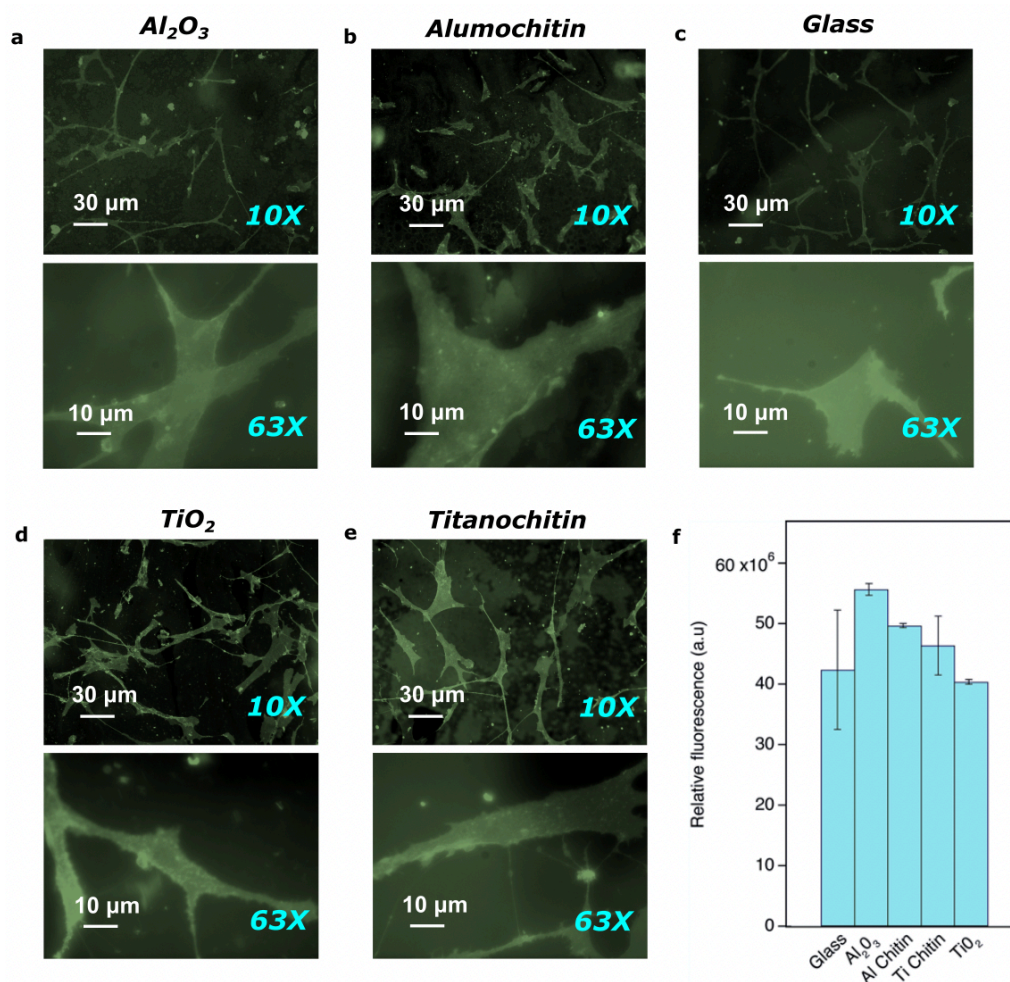 a
Al₂O₃
30 µm
10X
10 µm
63X
b
Alumochitin
30 µm
10X
10 µm
63X
c
Glass
30 µm
10X
10 µm
63X
d
TiO₂
30 µm
10X
10 µm
63X
e
Titanochitin
30 µm
10X
10 µm
63X
f
Relative fluorescence (a.u)
60 x10⁶
50
40
30
20
10
0
Glass
Al₂O₃
Al Chitin
Ti Chitin
TiO₂